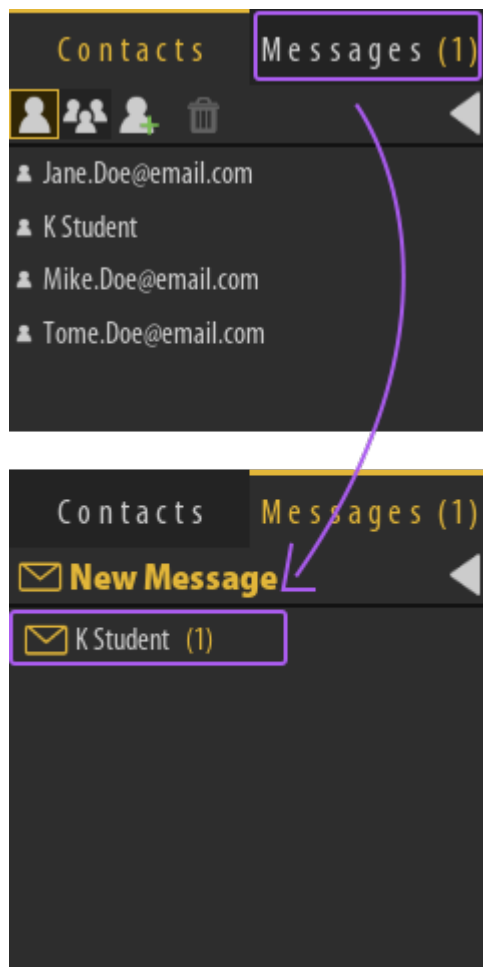 Contacts Messages (1)
Jane.Doe@email.com
K Student
Mike.Doe@email.com
Tome.Doe@email.com
Contacts Messages (1)
New Message
K Student (1)